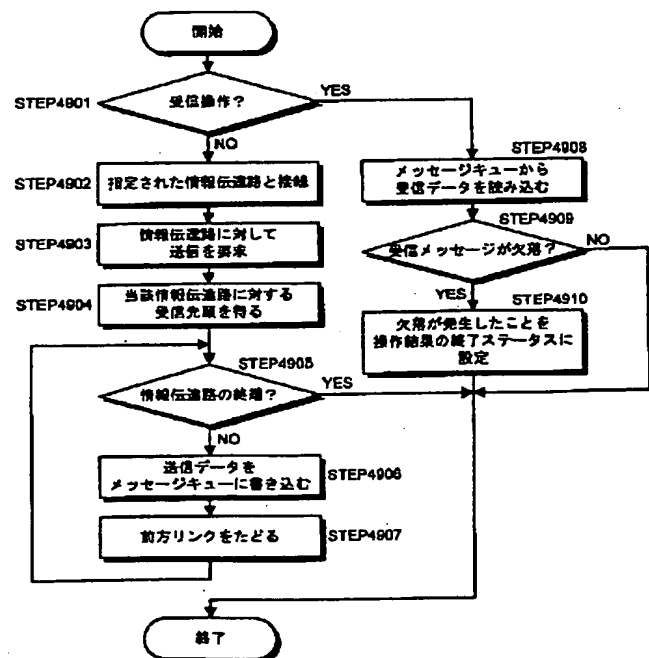 開始
STEP4901
受信操作?
YES
NO
STEP4902
指定された情報伝達路と接続
STEP4903
情報伝達路に対して
送信を要求
STEP4904
当該情報伝達路に対する
受信先頭を得る
STEP4905
情報伝達路の終端?
YES
NO
送信データを
メッセージキューに書き込む
STEP4906
前方リンクをたどる
STEP4907
STEP4908
メッセージキューから
受信データを読み込む
STEP4909
受信メッセージが欠落?
NO
YES
STEP4910
欠落が発生したことを
操作結果の終了ステータスに
設定
終了